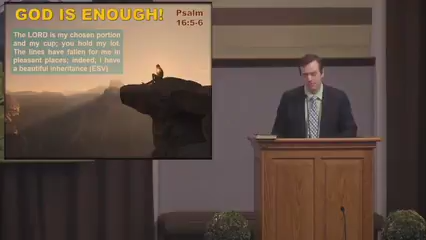 GOD IS ENOUGH!
Psalm
16:5-6
The LORD is my chosen portion
and my cup; you hold my lot.
The lines have fallen for me in
pleasant places; indeed, I have
a beautiful inheritance (ESV)